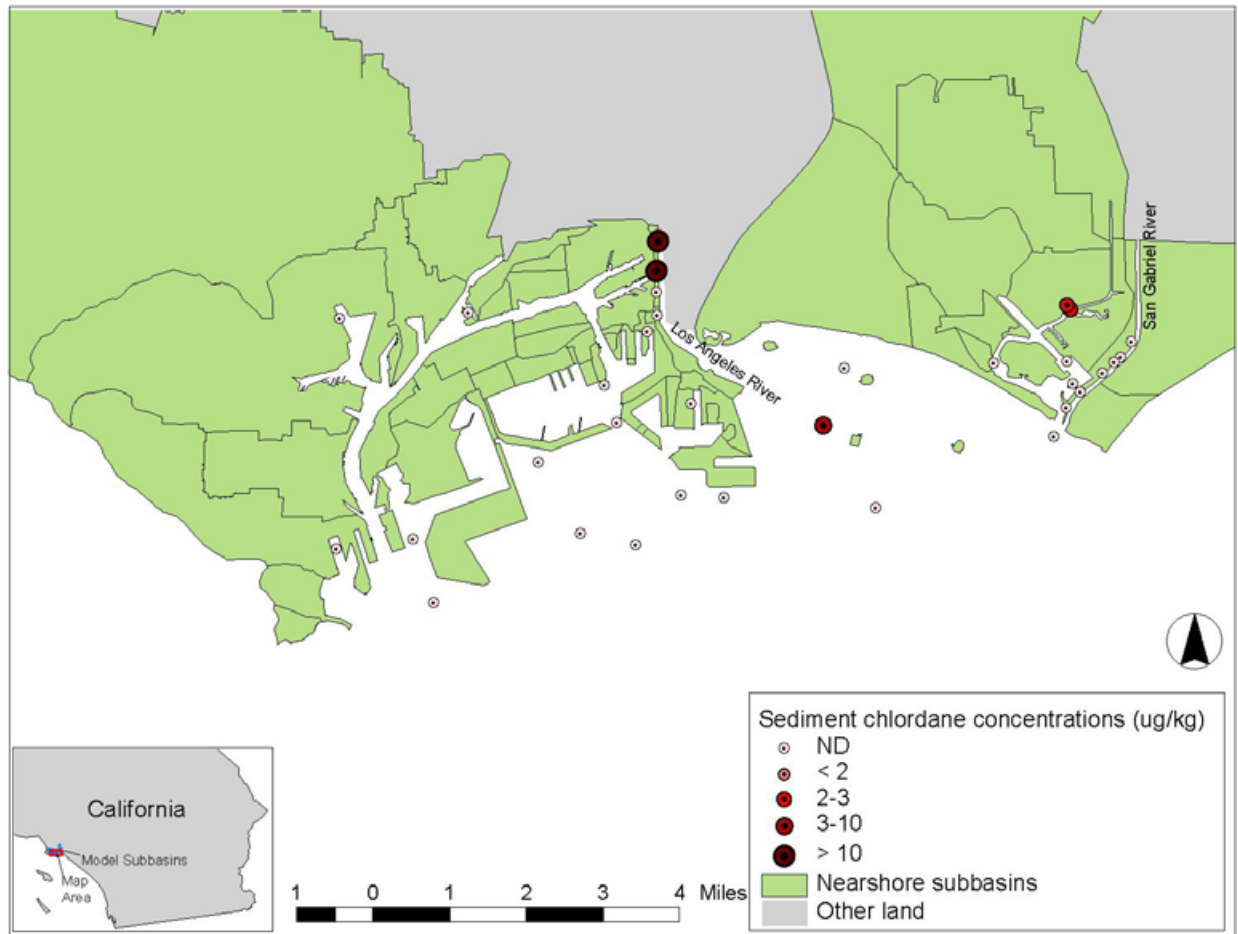 San Gabriel River
Los Angeles River
Sediment chlordane concentrations (ug/kg)
ND
< 2
2-3
3-10
> 10
Nearshore subbasins
Other land
California
Model Subbasins
Map
Area
1 0 1 2 3 4 Miles